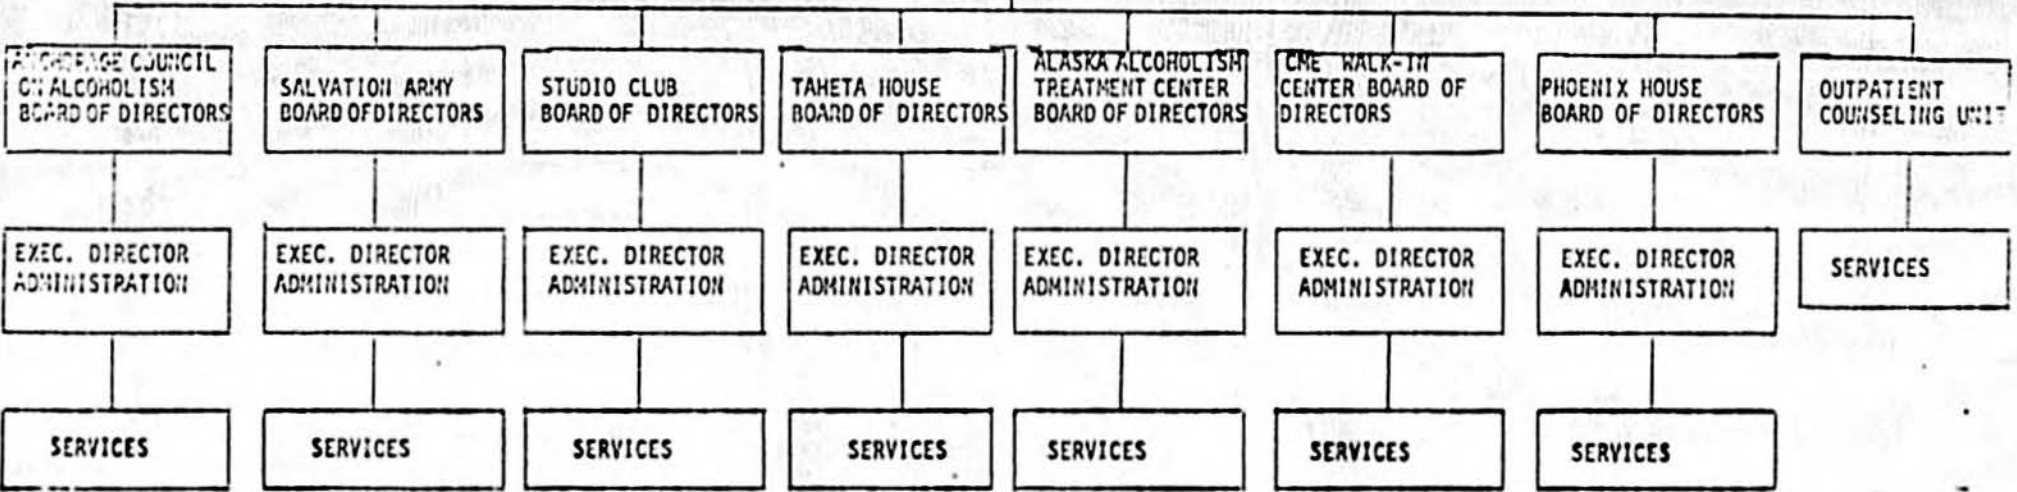 ANCHORAGE COUNCIL
ON ALCOHOLISM
BOARD OF DIRECTORS
SALVATION ARMY
BOARD OF DIRECTORS
STUDIO CLUB
BOARD OF DIRECTORS
TAHETA HOUSE
BOARD OF DIRECTORS
ALASKA ALCOHOLISM
TREATMENT CENTER
BOARD OF DIRECTORS
CME WALK-IN
CENTER BOARD OF
DIRECTORS
PHOENIX HOUSE
BOARD OF DIRECTORS
OUTPATIENT
COUNSELING UNIT
EXEC. DIRECTOR
ADMINISTRATION
EXEC. DIRECTOR
ADMINISTRATION
EXEC. DIRECTOR
ADMINISTRATION
EXEC. DIRECTOR
ADMINISTRATION
EXEC. DIRECTOR
ADMINISTRATION
EXEC. DIRECTOR
ADMINISTRATION
EXEC. DIRECTOR
ADMINISTRATION
SERVICES
SERVICES
SERVICES
SERVICES
SERVICES
SERVICES
SERVICES
SERVICES